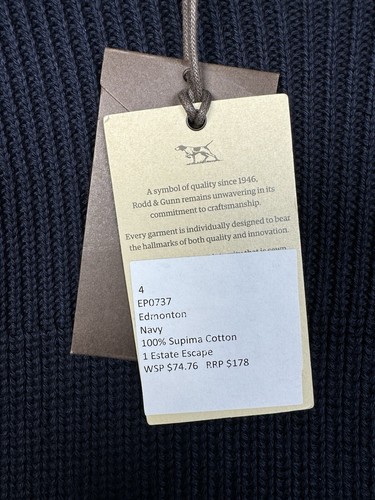 A symbol of quality since 1946,
Rodd & Gunn remains unwavering in its
commitment to craftsmanship.
Every garment is individually designed to bear
the hallmarks of both quality and innovation.
4
EP0737
Edmonton
Navy
100% Supima Cotton
1 Estate Escape
WSP $74.76 RRP $178